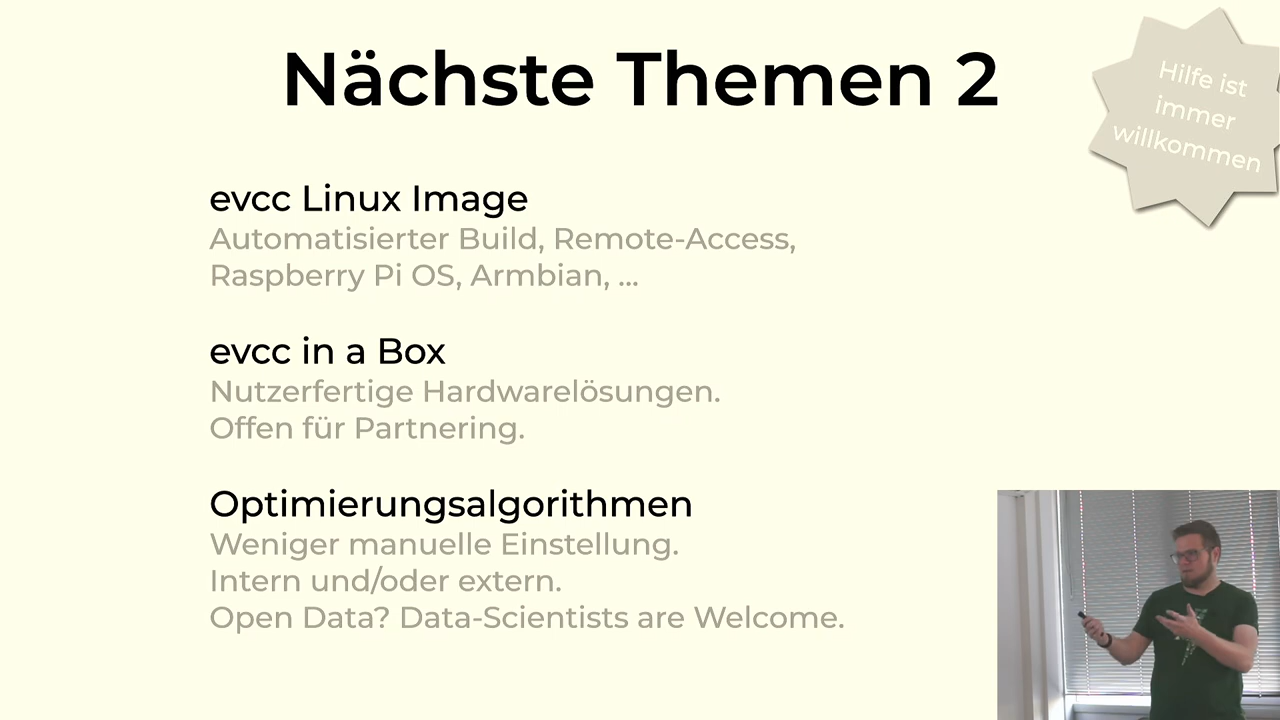 Nächste Themen 2
Hilfe ist
immer
willkommen
evcc Linux Image
Automatisierter Build, Remote-Access,
Raspberry Pi OS, Armbian, ...
evcc in a Box
Nutzerfertige Hardwarelösungen.
Offen für Partnering.
Optimierungsalgorithmen
Weniger manuelle Einstellung.
Intern und/oder extern.
Open Data? Data-Scientists are Welcome.